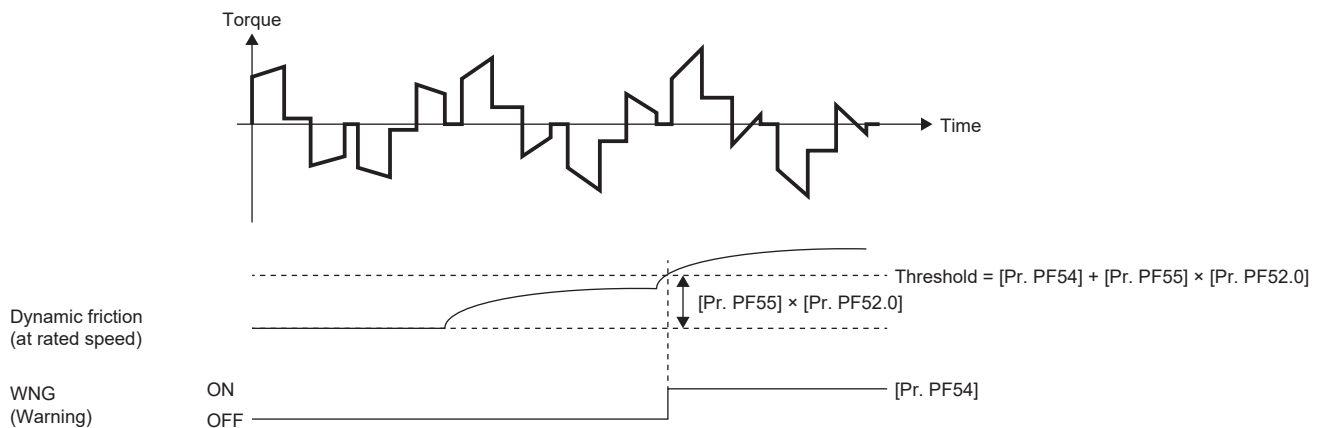 Torque
Time
Threshold = [Pr. PF54] + [Pr. PF55] × [Pr. PF52.0]
[Pr. PF55] × [Pr. PF52.0]
Dynamic friction
(at rated speed)
WNG
(Warning)
ON
OFF
[Pr. PF54]